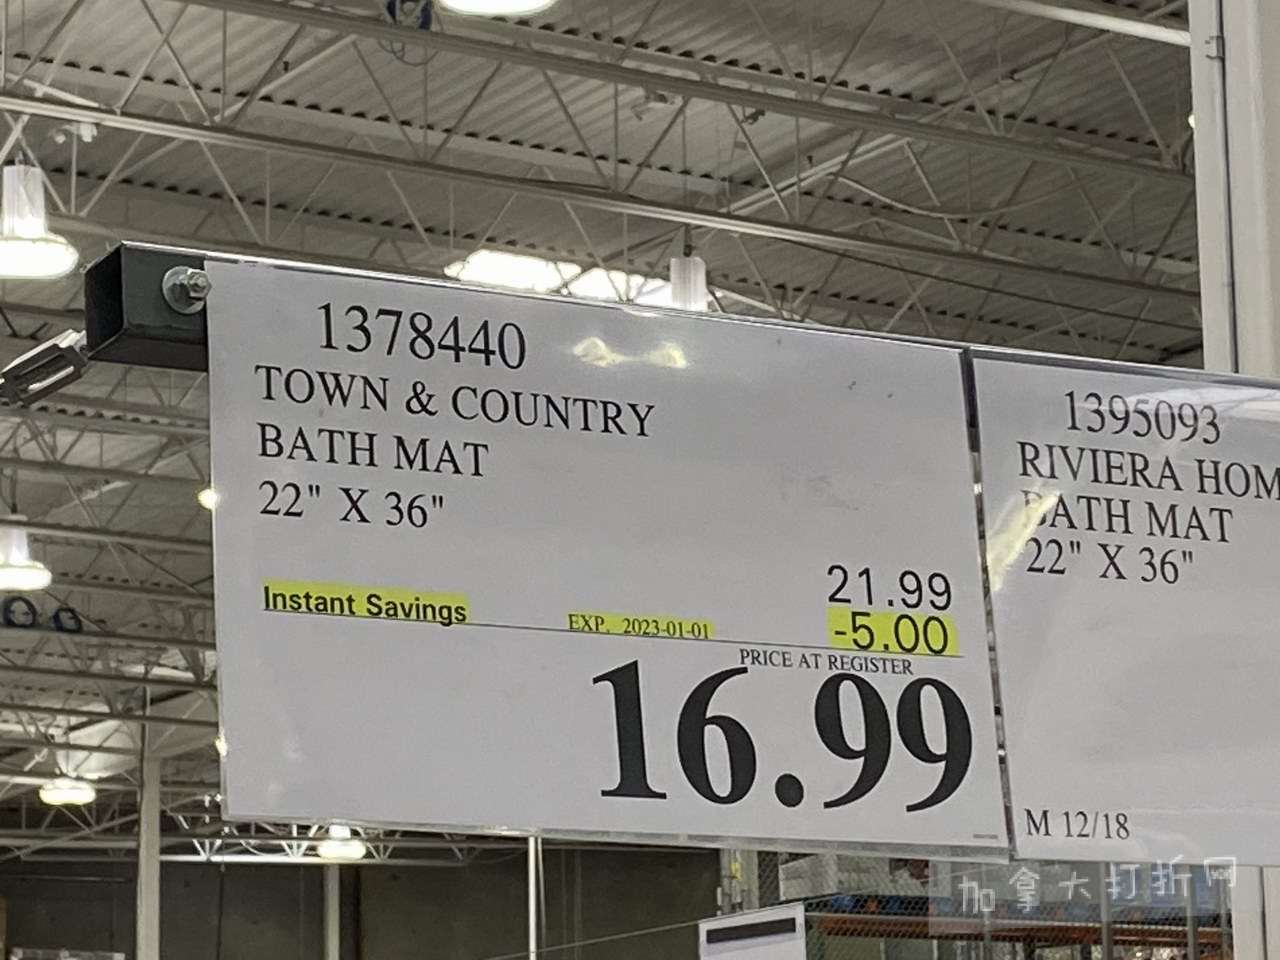 1378440
TOWN & COUNTRY
BATH MAT
22" X 36"
21.99
Instant Savings EXP. 2023-01-01 -5.00
PRICE AT REGISTER
16.99
1395093
RIVIERA HOM
BATH MAT
22" X 36"
M 12/18
加拿大打折网